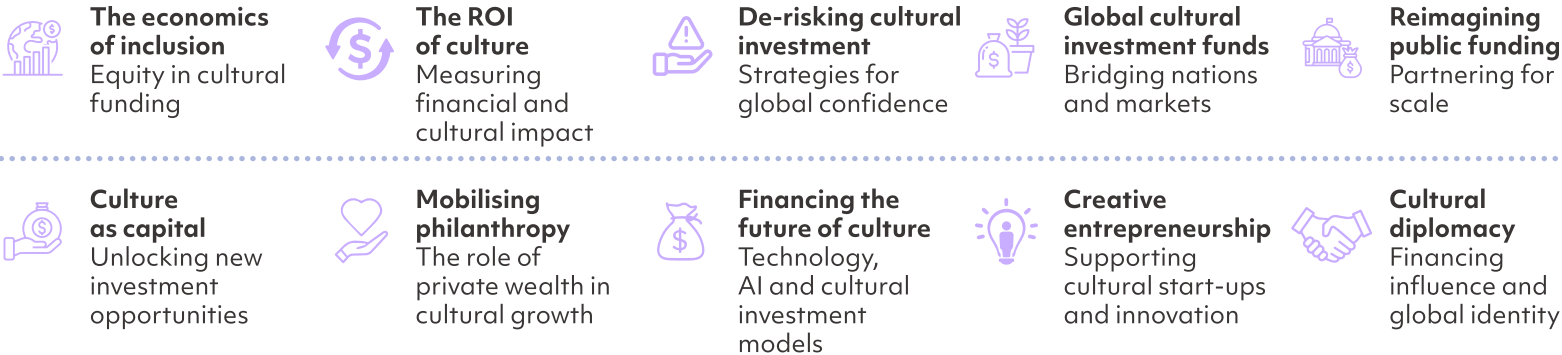 The economics
of inclusion
Equity in cultural
funding
The ROI
of culture
Measuring
financial and
cultural impact
De-risking cultural
investment
Strategies for
global confidence
Global cultural
investment funds
Bridging nations
and markets
Reimagining
public funding
Partnering for
scale
Culture
as capital
Unlocking new
investment
opportunities
Mobilising
philanthropy
The role of
private wealth in
cultural growth
Financing the
future of culture
Technology,
AI and cultural
investment
models
Creative
entrepreneurship
Supporting
cultural start-ups
and innovation
Cultural
diplomacy
Financing
influence and
global identity